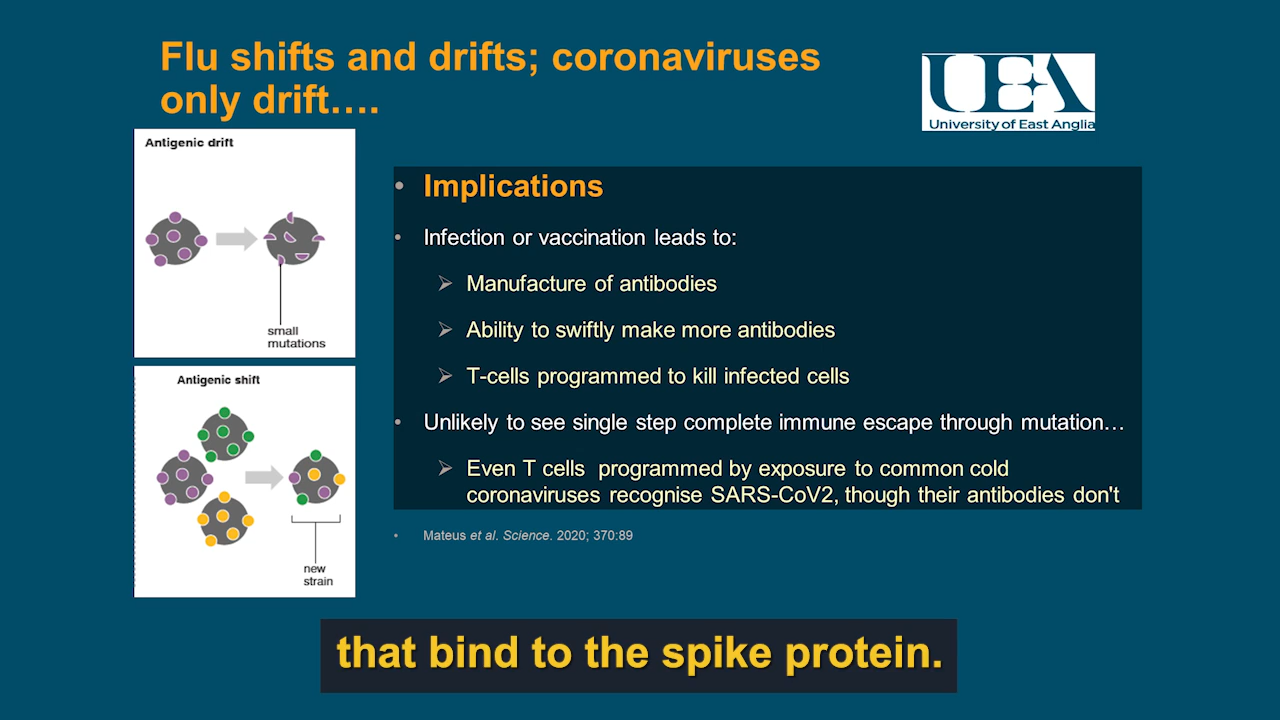 Flu shifts and drifts; coronaviruses
only drift….
UEA
University of East Anglia
Antigenic drift
small
mutations
Antigenic shift
new
strain
• Implications
• Infection or vaccination leads to:
➢ Manufacture of antibodies
➢ Ability to swiftly make more antibodies
➢ T-cells programmed to kill infected cells
• Unlikely to see single step complete immune escape through mutation…
➢ Even T cells  programmed by exposure to common cold
coronaviruses recognise SARS-CoV2, though their antibodies don't
• Mateus et al. Science. 2020; 370:89
that bind to the spike protein.